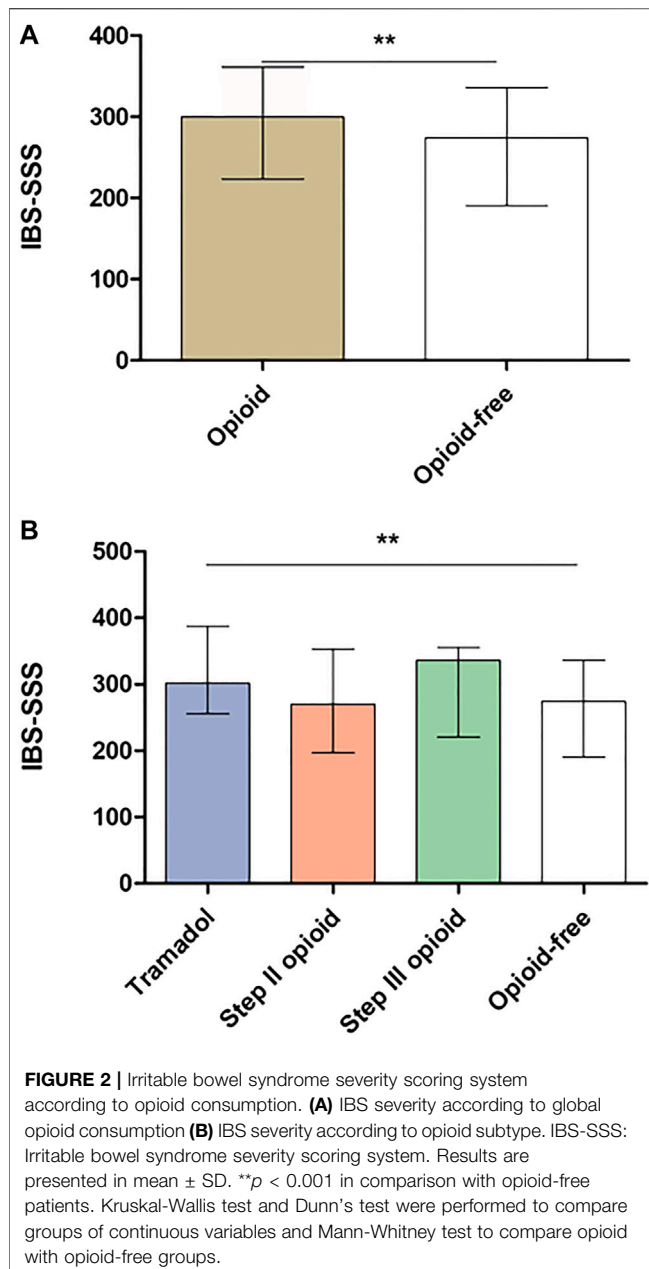 A
400
**
300
200
100
0
IBS-SSS
Opioid
Opioid-free
B
500
**
400
300
200
100
0
IBS-SSS
Tramadol
Step II opioid
Step III opioid
Opioid-free
FIGURE 2 | Irritable bowel syndrome severity scoring system
according to opioid consumption. (A) IBS severity according to global
opioid consumption (B) IBS severity according to opioid subtype. IBS-SSS:
Irritable bowel syndrome severity scoring system. Results are
presented in mean ± SD. **p < 0.001 in comparison with opioid-free
patients. Kruskal-Wallis test and Dunn's test were performed to compare
groups of continuous variables and Mann-Whitney test to compare opioid
with opioid-free groups.